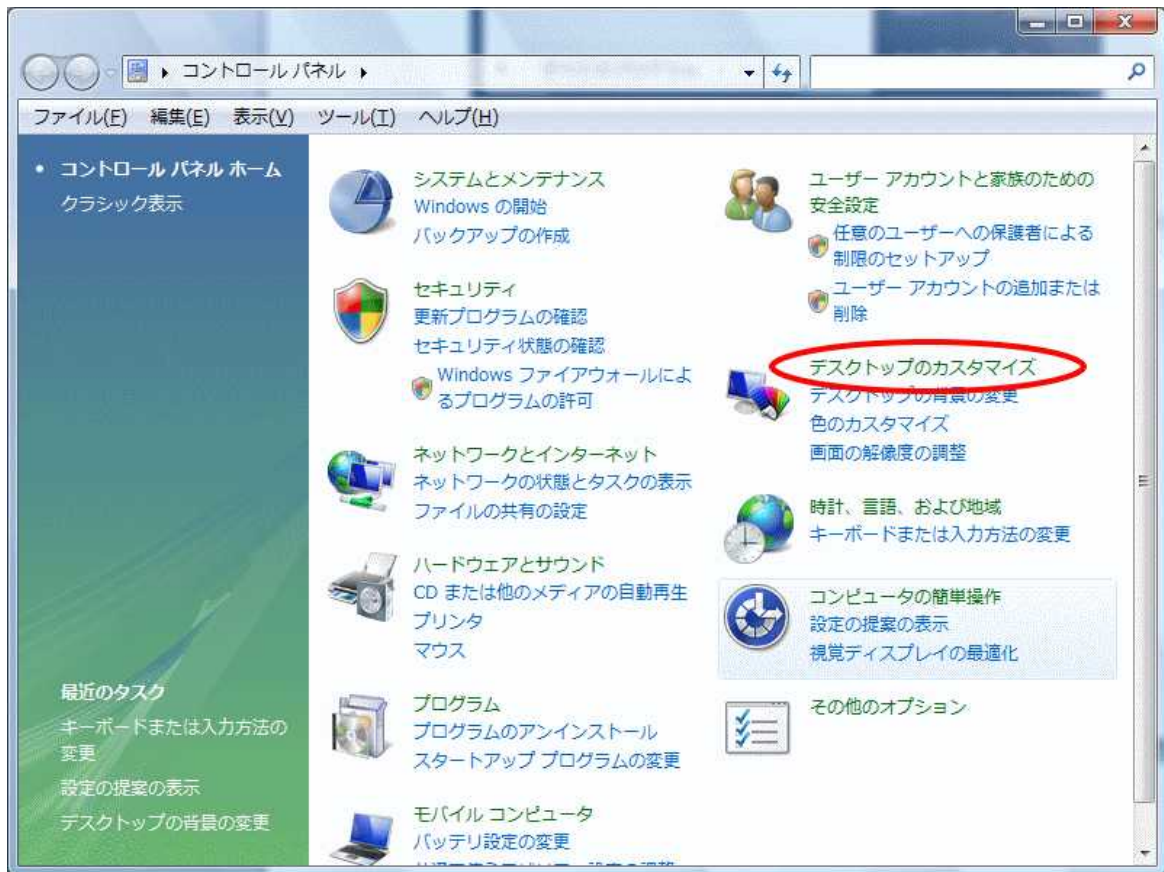 コントロール パネル
ファイル(F) 編集(E) 表示(V) ツール(T) ヘルプ(H)
コントロール パネル ホーム
クラシック表示
最近のタスク
キーボードまたは入力方法の
変更
設定の提案の表示
デスクトップの背景の変更
システムとメンテナンス
Windows の開始
バックアップの作成
セキュリティ
更新プログラムの確認
セキュリティ状態の確認
Windows ファイアウォールによ
るプログラムの許可
ネットワークとインターネット
ネットワークの状態とタスクの表示
ファイルの共有の設定
ハードウェアとサウンド
CD または他のメディアの自動再生
プリンタ
マウス
プログラム
プログラムのアンインストール
スタートアップ プログラムの変更
モバイル コンピュータ
バッテリ設定の変更
ユーザー アカウントと家族のための
安全設定
任意のユーザーへの保護者による
制限のセットアップ
ユーザー アカウントの追加または
削除
デスクトップのカスタマイズ
デスクトップの背景の変更
色のカスタマイズ
画面の解像度の調整
時計、言語、および地域
キーボードまたは入力方法の変更
コンピュータの簡単操作
設定の提案の表示
視覚ディスプレイの最適化
その他のオプション